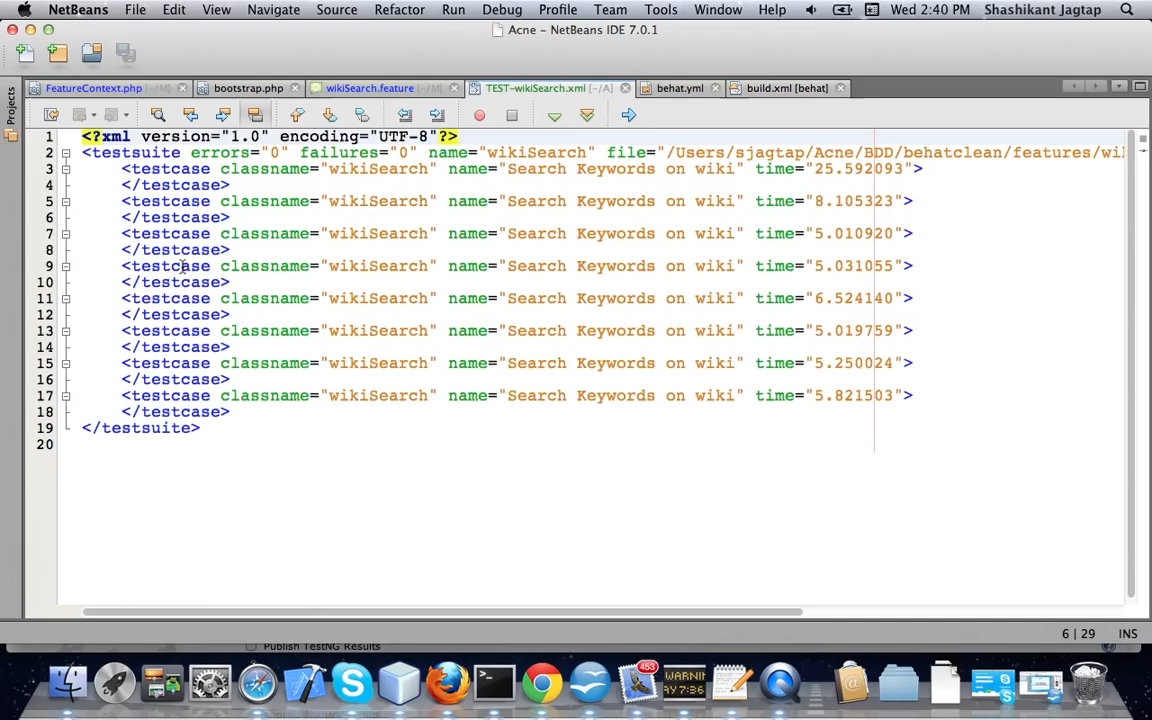 NetBeans File Edit View Navigate Source Refactor Run Debug Profile Team Tools Window Help Wed 2:40 PM Shashikant Jagtap
Acne - NetBeans IDE 7.0.1
FeatureContext.php [~/M] bootstrap.php wikiSearch.feature [~/M] TEST-wikiSearch.xml [~/A] behat.yml build.xml [behat]
Projects
1 <?xml version="1.0" encoding="UTF-8"?>
2 <testsuite errors="0" failures="0" name="wikiSearch" file="/Users/sjagtap/Acne/BDD/behatclean/features/wi
3 <testcase classname="wikiSearch" name="Search Keywords on wiki" time="25.592093">
4 </testcase>
5 <testcase classname="wikiSearch" name="Search Keywords on wiki" time="8.105323">
6 </testcase>
7 <testcase classname="wikiSearch" name="Search Keywords on wiki" time="5.010920">
8 </testcase>
9 <testcase classname="wikiSearch" name="Search Keywords on wiki" time="5.031055">
10 </testcase>
11 <testcase classname="wikiSearch" name="Search Keywords on wiki" time="6.524140">
12 </testcase>
13 <testcase classname="wikiSearch" name="Search Keywords on wiki" time="5.019759">
14 </testcase>
15 <testcase classname="wikiSearch" name="Search Keywords on wiki" time="5.250024">
16 </testcase>
17 <testcase classname="wikiSearch" name="Search Keywords on wiki" time="5.821503">
18 </testcase>
19 </testsuite>
20
6 | 29 INS
Publish TestNG Results
453
WARNIN
AY 7:36